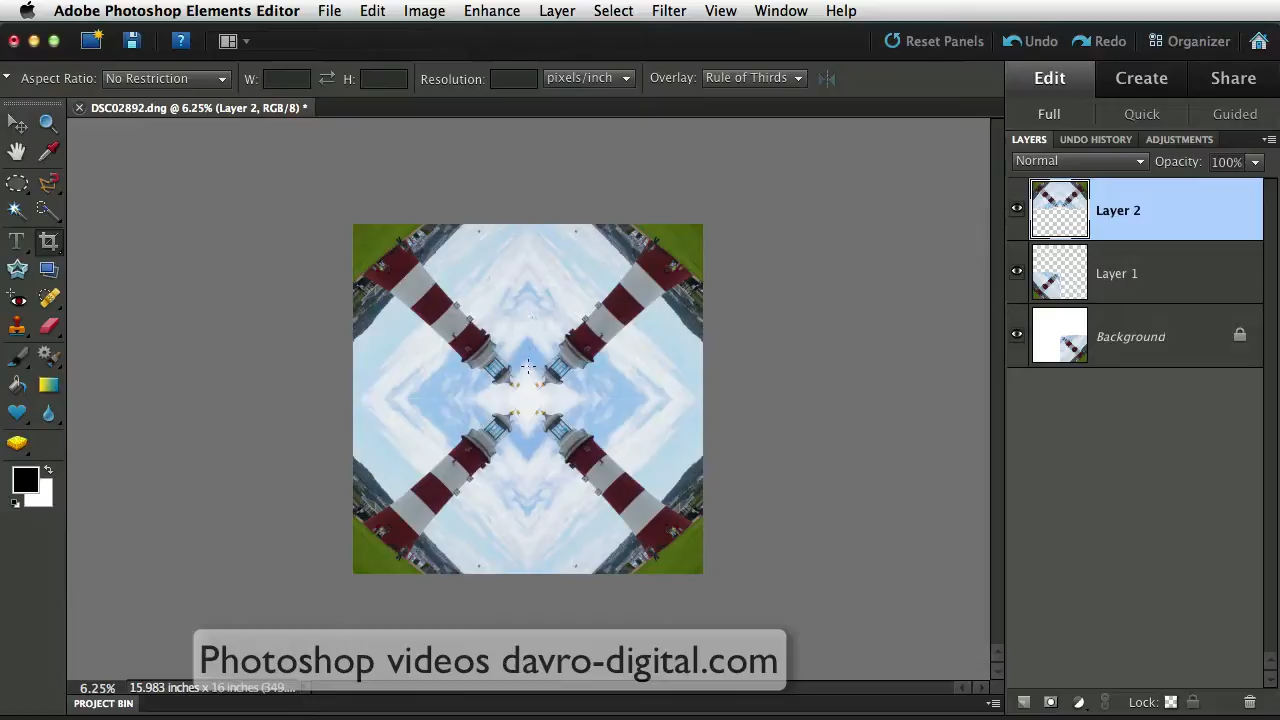 Adobe Photoshop Elements Editor File Edit Image Enhance Layer Select Filter View Window Help
Reset Panels Undo Redo Organizer
Aspect Ratio: No Restriction W: H: Resolution: pixels/inch Overlay: Rule of Thirds
Edit Create Share
DSC02892.dng @ 6.25% (Layer 2, RGB/8) *
Full Quick Guided
LAYERS UNDO HISTORY ADJUSTMENTS
Normal Opacity: 100%
Layer 2
Layer 1
Background
Photoshop videos davro-digital.com
6.25% 15.983 inches x 16 inches (349....
PROJECT BIN
Lock: